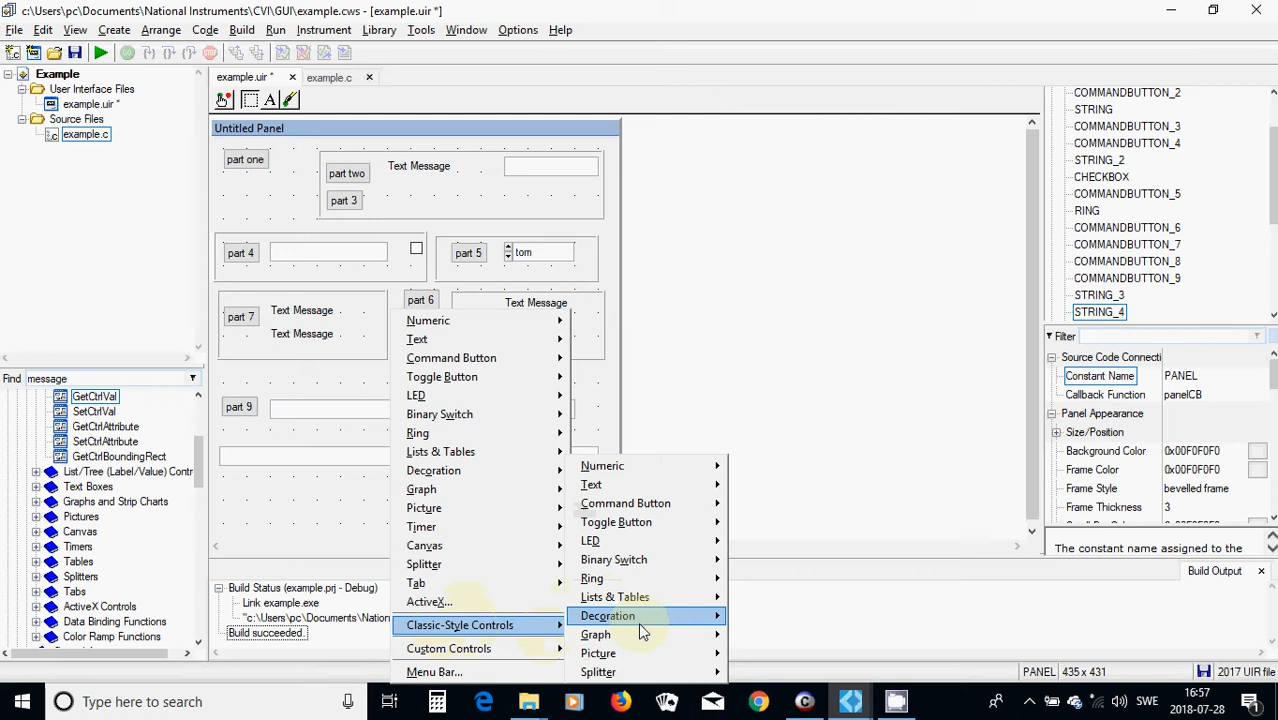 c:\Users\pc\Documents\National Instruments\CVI\GUI\example.cws - [example.uir *]
File Edit View Create Arrange Code Build Run Instrument Library Tools Window Options Help
Example
User Interface Files
example.uir *
Source Files
example.c
example.uir *
example.c
A
Untitled Panel
part one
part two
Text Message
part 3
part 4
part 5
tom
part 6
part 7
Text Message
Text Message
Text Message
part 9
Numeric
Text
Command Button
Toggle Button
LED
Binary Switch
Ring
Lists & Tables
Decoration
Graph
Picture
Timer
Canvas
Splitter
Tab
ActiveX...
Classic-Style Controls
Custom Controls
Menu Bar...
Numeric
Text
Command Button
Toggle Button
LED
Binary Switch
Ring
Lists & Tables
Decoration
Graph
Picture
Splitter
COMMANDBUTTON_2
STRING
COMMANDBUTTON_3
COMMANDBUTTON_4
STRING_2
CHECKBOX
COMMANDBUTTON_5
RING
COMMANDBUTTON_6
COMMANDBUTTON_7
COMMANDBUTTON_8
COMMANDBUTTON_9
STRING_3
STRING_4
Filter
Source Code Connecti
Constant Name PANEL
Callback Function panelCB
Panel Appearance
Size/Position
Background Color 0x00F0F0F0
Frame Color 0x00F0F0F0
Frame Style bevelled frame
Frame Thickness 3
The constant name assigned to the
Build Output
Find message
GetCtrlVal
SetCtrlVal
GetCtrlAttribute
SetCtrlAttribute
GetCtrlBoundingRect
List/Tree (Label/Value) Contr
Text Boxes
Graphs and Strip Charts
Pictures
Canvas
Timers
Tables
Splitters
Tabs
ActiveX Controls
Data Binding Functions
Color Ramp Functions
Build Status (example.prj - Debug)
Link example.exe
"c:\Users\pc\Documents\Nation
Build succeeded.
PANEL 435 x 431 2017 UIR file
Type here to search
SWE
16:57
2018-07-28